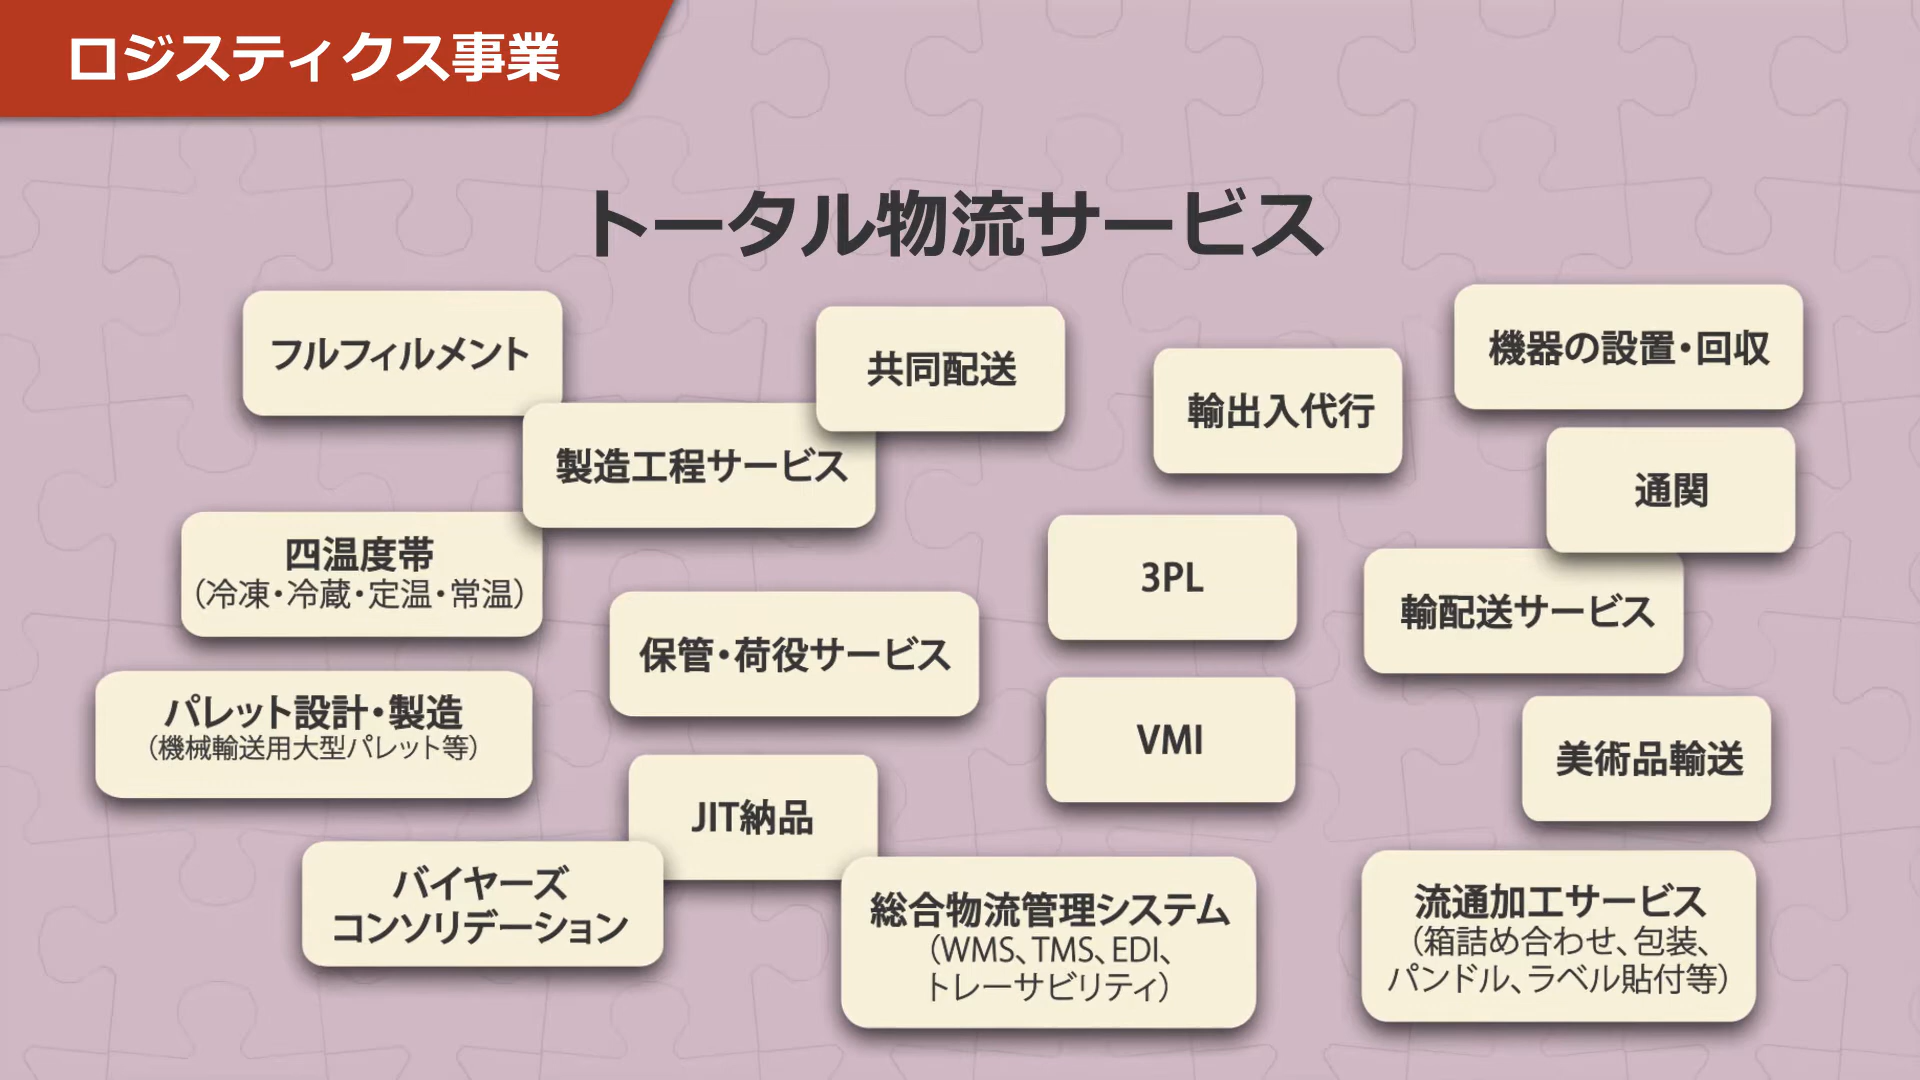 ロジスティクス事業
トータル物流サービス
フルフィルメント
共同配送
輸出入代行
機器の設置・回収
製造工程サービス
通関
四温度帯
（冷凍・冷蔵・定温・常温）
保管・荷役サービス
3PL
輸配送サービス
パレット設計・製造
（機械輸送用大型パレット等）
VMI
美術品輸送
JIT納品
バイヤーズ
コンソリデーション
総合物流管理システム
（WMS、TMS、EDI、
トレーサビリティ）
流通加工サービス
（箱詰め合わせ、包装、
パンドル、ラベル貼付等）